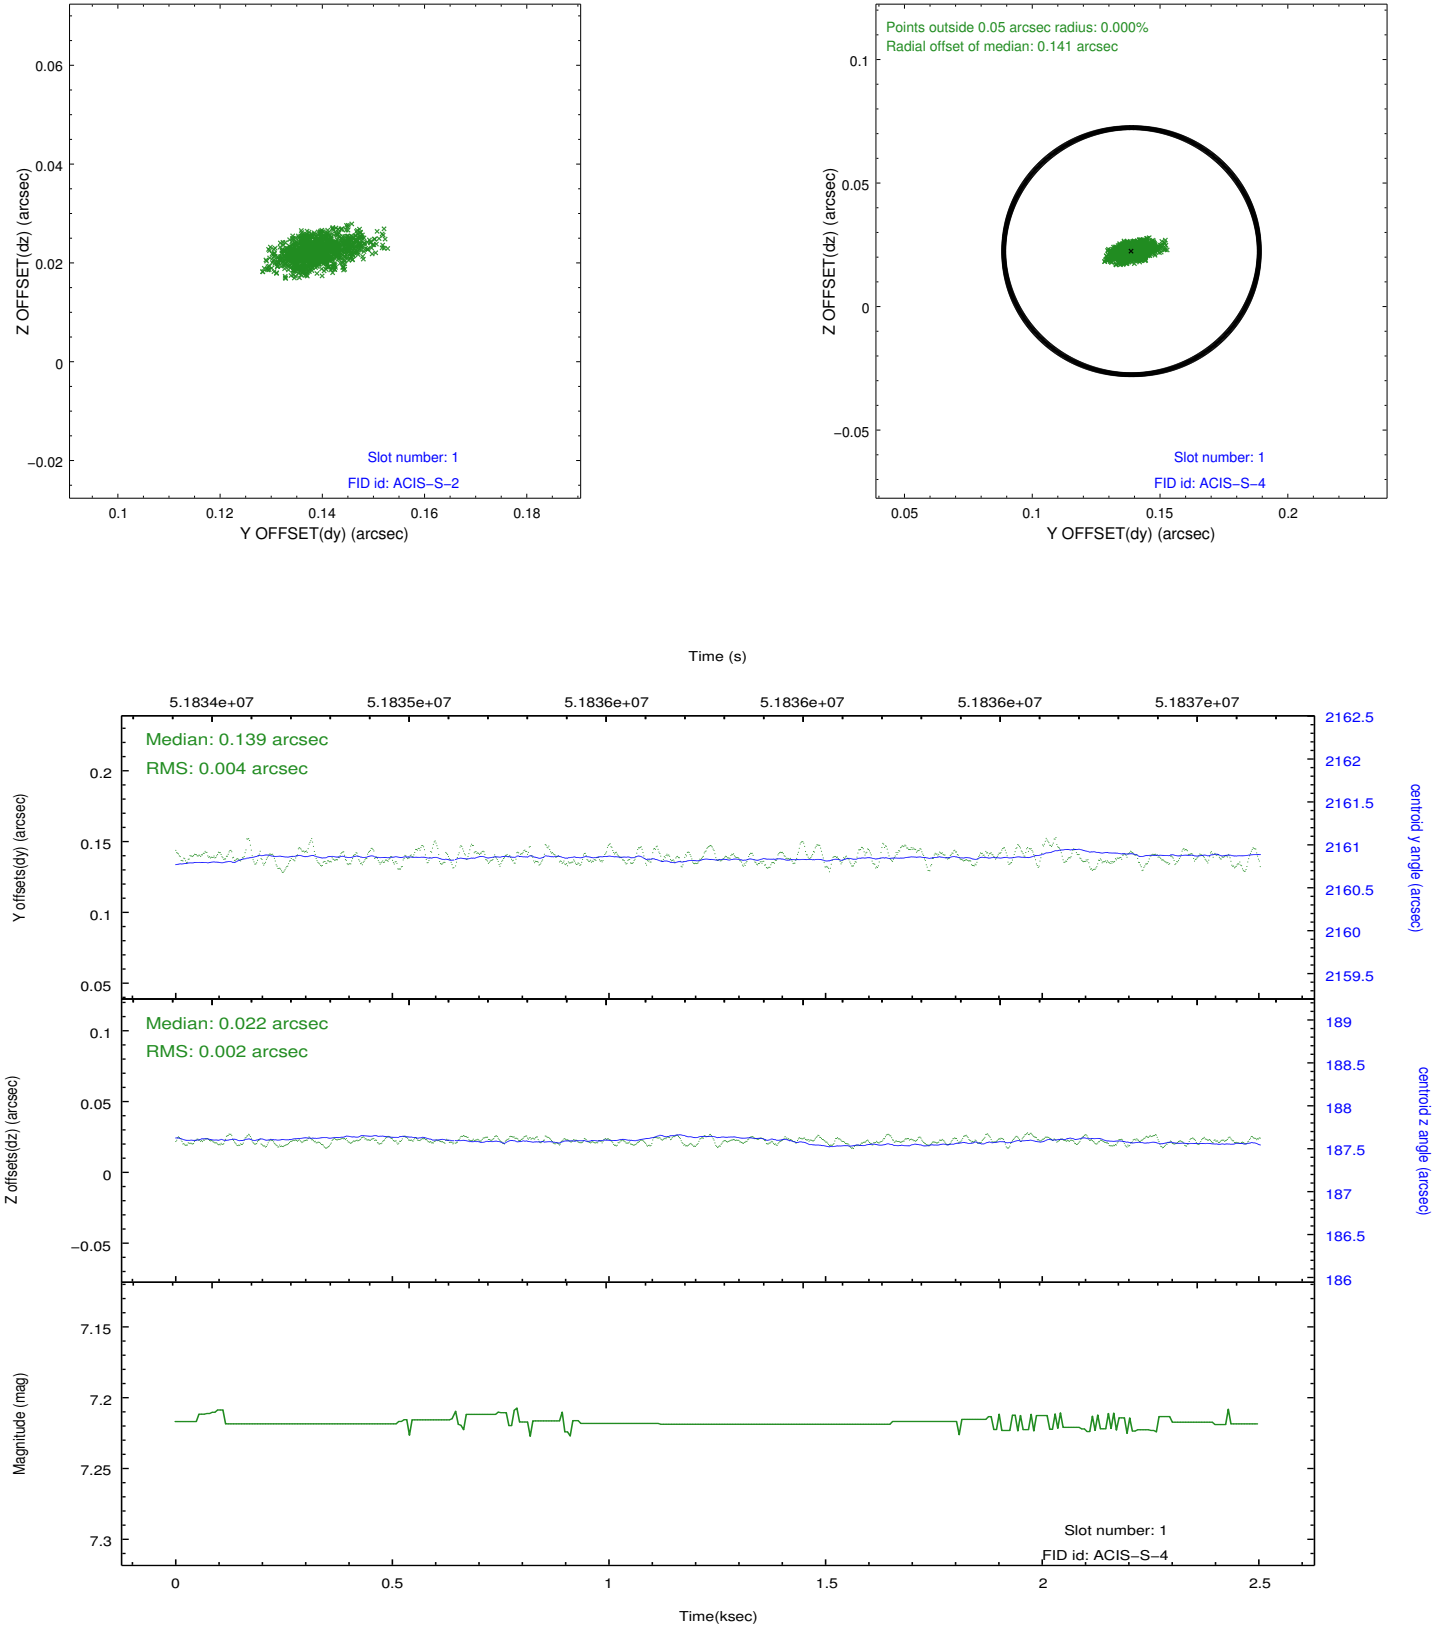 0.06
0.04
0.02
0
−0.02
Z OFFSET(dz) (arcsec)
Slot number: 1
FID id: ACIS−S−2
0.1
0.12
0.14
0.16
0.18
Y OFFSET(dy) (arcsec)
Points outside 0.05 arcsec radius: 0.000%
Radial offset of median: 0.141 arcsec
0.1
0.05
0
−0.05
Z OFFSET(dz) (arcsec)
Slot number: 1
FID id: ACIS−S−4
0.05
0.1
0.15
0.2
Y OFFSET(dy) (arcsec)
Time (s)
5.1834e+07
5.1835e+07
5.1836e+07
5.1836e+07
5.1836e+07
5.1837e+07
Median: 0.139 arcsec
RMS: 0.004 arcsec
0.2
0.15
0.1
0.05
Y offsets(dy) (arcsec)
2162.5
2162
2161.5
2161
2160.5
2160
2159.5
centroid y angle (arcsec)
Median: 0.022 arcsec
RMS: 0.002 arcsec
0.1
0.05
0
−0.05
Z offsets(dz) (arcsec)
189
188.5
188
187.5
187
186.5
186
centroid z angle (arcsec)
7.15
7.2
7.25
7.3
Magnitude (mag)
Slot number: 1
FID id: ACIS−S−4
0
0.5
1
1.5
2
2.5
Time(ksec)